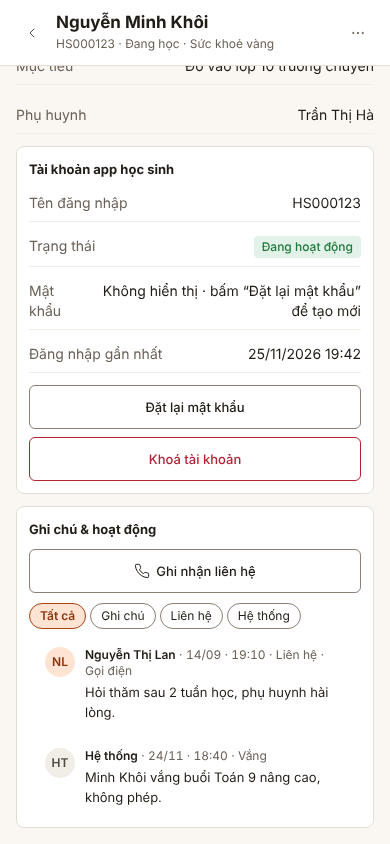 Nguyễn Minh Khôi
HS000123 · Đang học · Sức khoẻ vàng
Mục tiêu Đỗ vào lớp 10 trường chuyên
Phụ huynh Trần Thị Hà
Tài khoản app học sinh
Tên đăng nhập HS000123
Trạng thái Đang hoạt động
Mật khẩu Không hiển thị · bấm “Đặt lại mật khẩu”
để tạo mới
Đăng nhập gần nhất 25/11/2026 19:42
Đặt lại mật khẩu
Khoá tài khoản
Ghi chú & hoạt động
Ghi nhận liên hệ
Tất cả Ghi chú Liên hệ Hệ thống
NL Nguyễn Thị Lan · 14/09 · 19:10 · Liên hệ ·
Gọi điện
Hỏi thăm sau 2 tuần học, phụ huynh hài
lòng.
HT Hệ thống · 24/11 · 18:40 · Vắng
Minh Khôi vắng buổi Toán 9 nâng cao,
không phép.